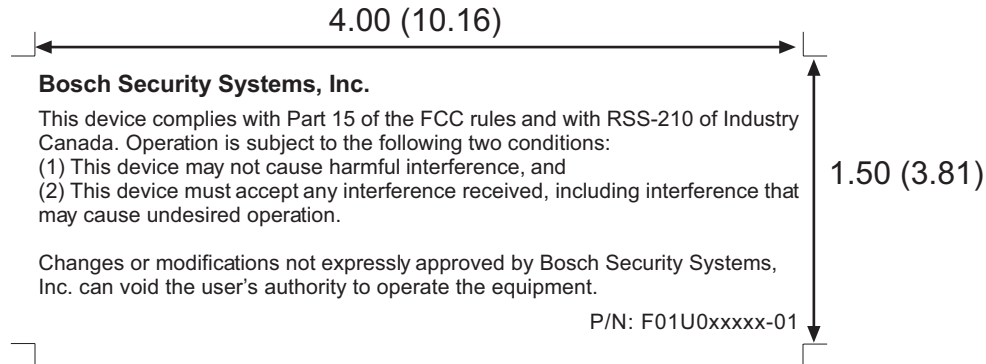 4.00 (10.16)
Bosch Security Systems, Inc.
This device complies with Part 15 of the FCC rules and with RSS-210 of Industry
Canada. Operation is subject to the following two conditions:
(1) This device may not cause harmful interference, and
(2) This device must accept any interference received, including interference that
may cause undesired operation.
1.50 (3.81)
Changes or modifications not expressly approved by Bosch Security Systems,
Inc. can void the user’s authority to operate the equipment.
P/N: F01U0xxxxx-01